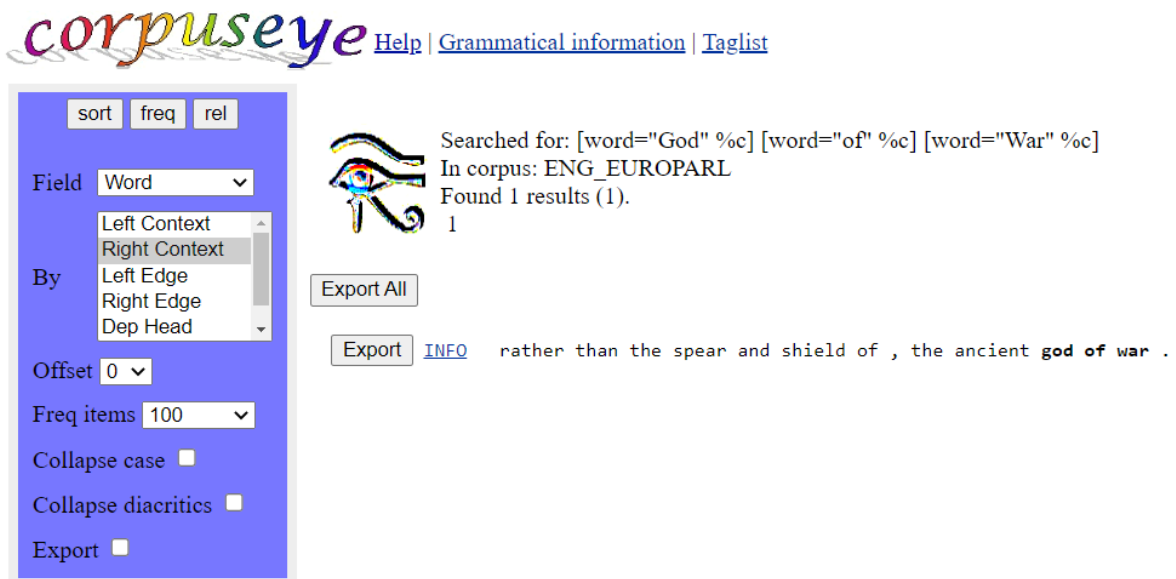 corpuseye Help | Grammatical information | Taglist
sort freq rel
Field Word
By
Left Context
Right Context
Left Edge
Right Edge
Dep Head
Offset 0
Freq items 100
Collapse case
Collapse diacritics
Export
Searched for: [word="God" %c] [word="of" %c] [word="War" %c]
In corpus: ENG_EUROPARL
Found 1 results (1).
1
Export All
Export INFO rather than the spear and shield of , the ancient god of war .